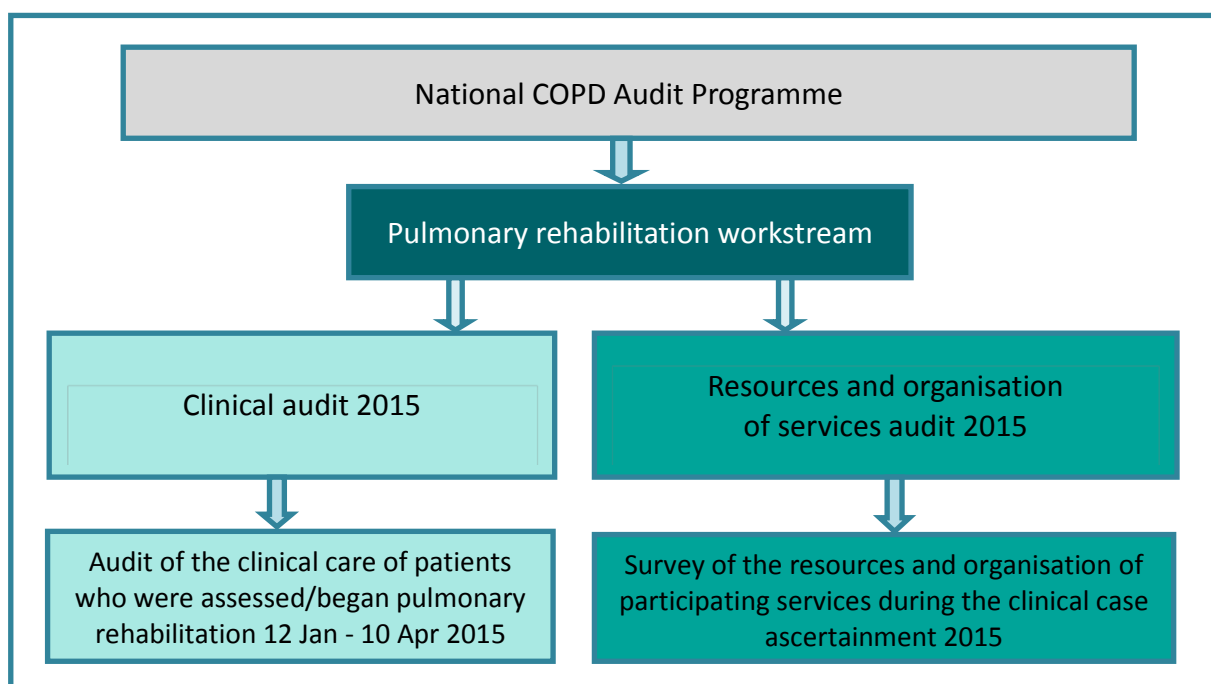 National COPD Audit Programme
Pulmonary rehabilitation workstream
Clinical audit 2015
Resources and organisation
of services audit 2015
Audit of the clinical care of patients
who were assessed/began pulmonary
rehabilitation 12 Jan - 10 Apr 2015
Survey of the resources and organisation of
participating services during the clinical case
ascertainment 2015